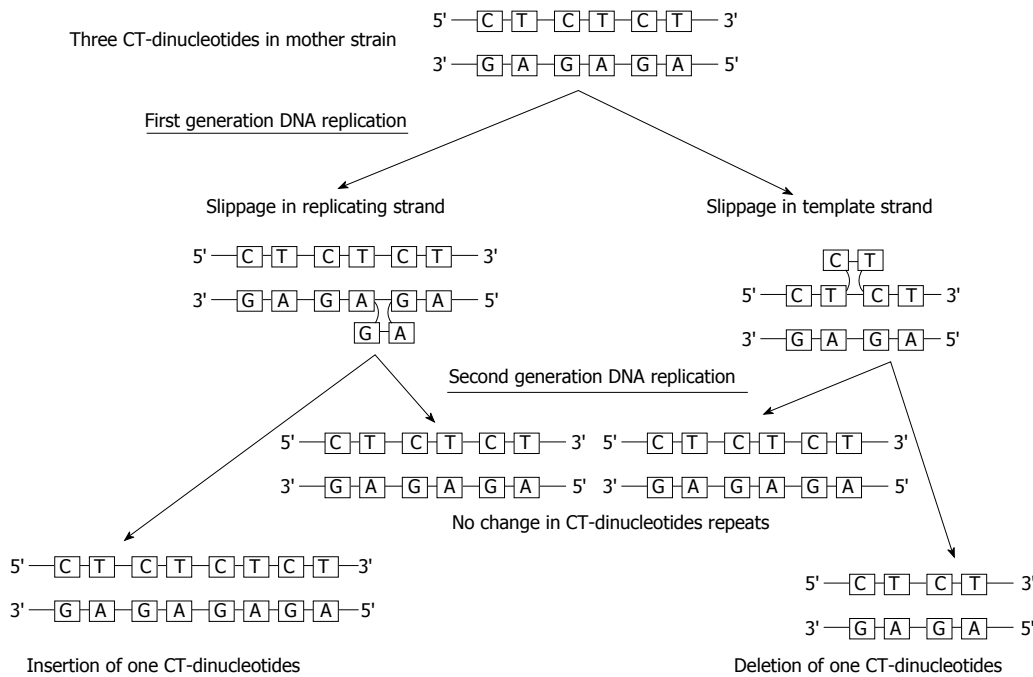 5' C T C T C T 3'
Three CT-dinucleotides in mother strain
3' G A G A G A 5'
First generation DNA replication
Slippage in replicating strand
Slippage in template strand
5' C T C T C T 3'
3' G A G A G A 5'
G A
C T
5' C T C T 3'
3' G A G A 5'
Second generation DNA replication
5' C T C T C T 3'
3' G A G A G A 5'
5' C T C T C T 3'
3' G A G A G A 5'
No change in CT-dinucleotides repeats
5' C T C T C T C T 3'
3' G A G A G A G A 5'
Insertion of one CT-dinucleotides
5' C T C T 3'
3' G A G A 5'
Deletion of one CT-dinucleotides